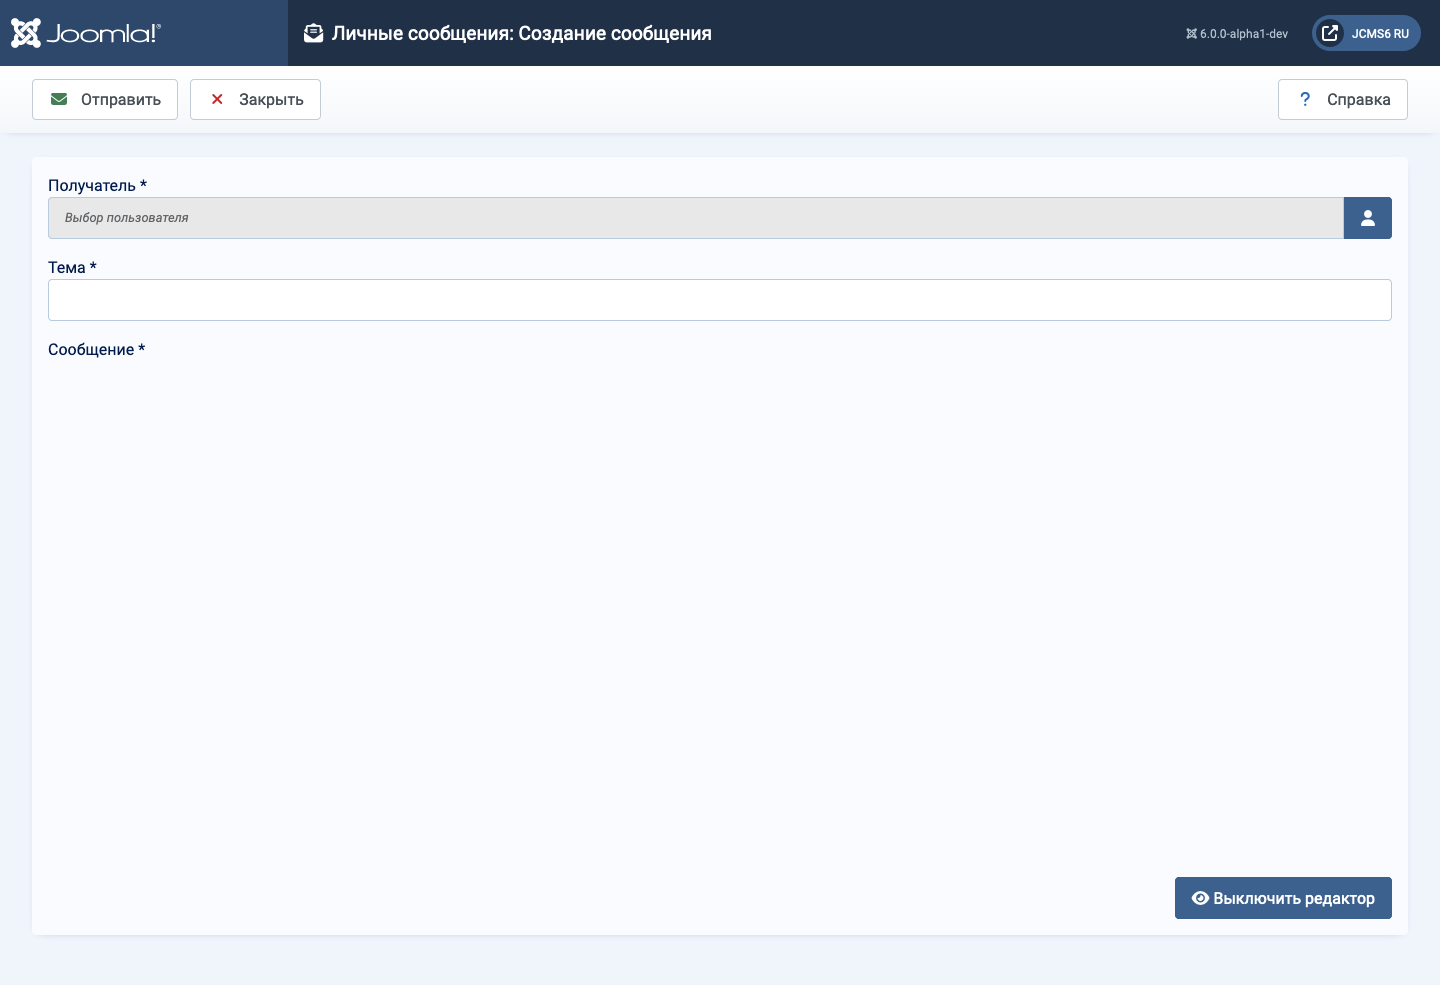 Joomla!®
Личные сообщения: Создание сообщения
6.0.0-alpha1-dev
JCMS6 RU
Отправить
Закрыть
? Справка
Получатель *
Выбор пользователя
Тема *
Сообщение *
Выключить редактор